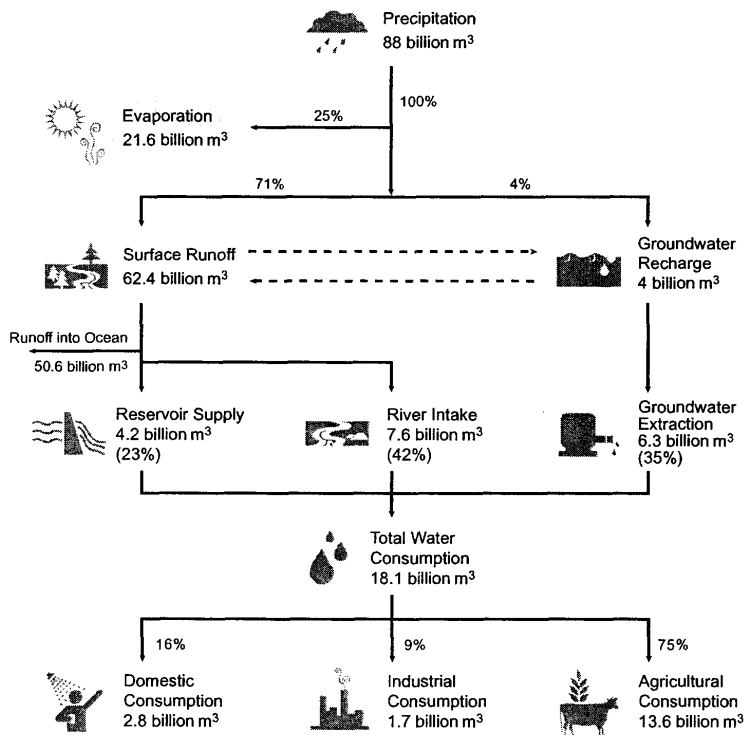 Precipitation
88 billion m³
100%
Evaporation
21.6 billion m³
25%
71%
4%
Surface Runoff
62.4 billion m³
Groundwater
Recharge
4 billion m³
Runoff into Ocean
50.6 billion m³
Reservoir Supply
4.2 billion m³
(23%)
River Intake
7.6 billion m³
(42%)
Groundwater
Extraction
6.3 billion m³
(35%)
Total Water
Consumption
18.1 billion m³
16%
9%
75%
Domestic
Consumption
2.8 billion m³
Industrial
Consumption
1.7 billion m³
Agricultural
Consumption
13.6 billion m³